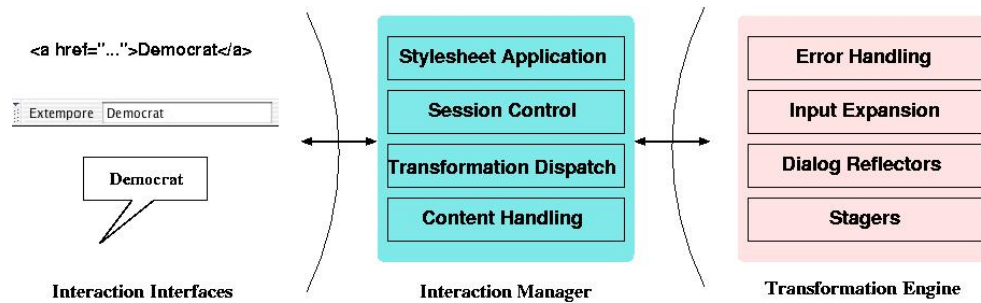 <a href="...">Democrat</a>
Extempore Democrat
Democrat
Interaction Interfaces
Stylesheet Application
Session Control
Transformation Dispatch
Content Handling
Interaction Manager
Error Handling
Input Expansion
Dialog Reflectors
Stagers
Transformation Engine